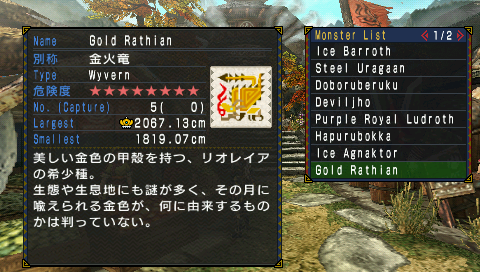 Name Gold Rathian
別称 金火竜
Type Wyvern
危険度 ★★★★★★★★
No. (Capture) 5( 0)
Largest 2067.13cm
Smallest 1819.07cm
美しい金色の甲殻を持つ、リオレイア
の希少種。
生態や生息地にも謎が多く、その月に
喩えられる金色が、何に由来するもの
かは判っていない。
Monster List 1/2
Ice Barroth
Steel Uragaan
Doboruberuku
Deviljho
Purple Royal Ludroth
Hapurubokka
Ice Agnaktor
Gold Rathian